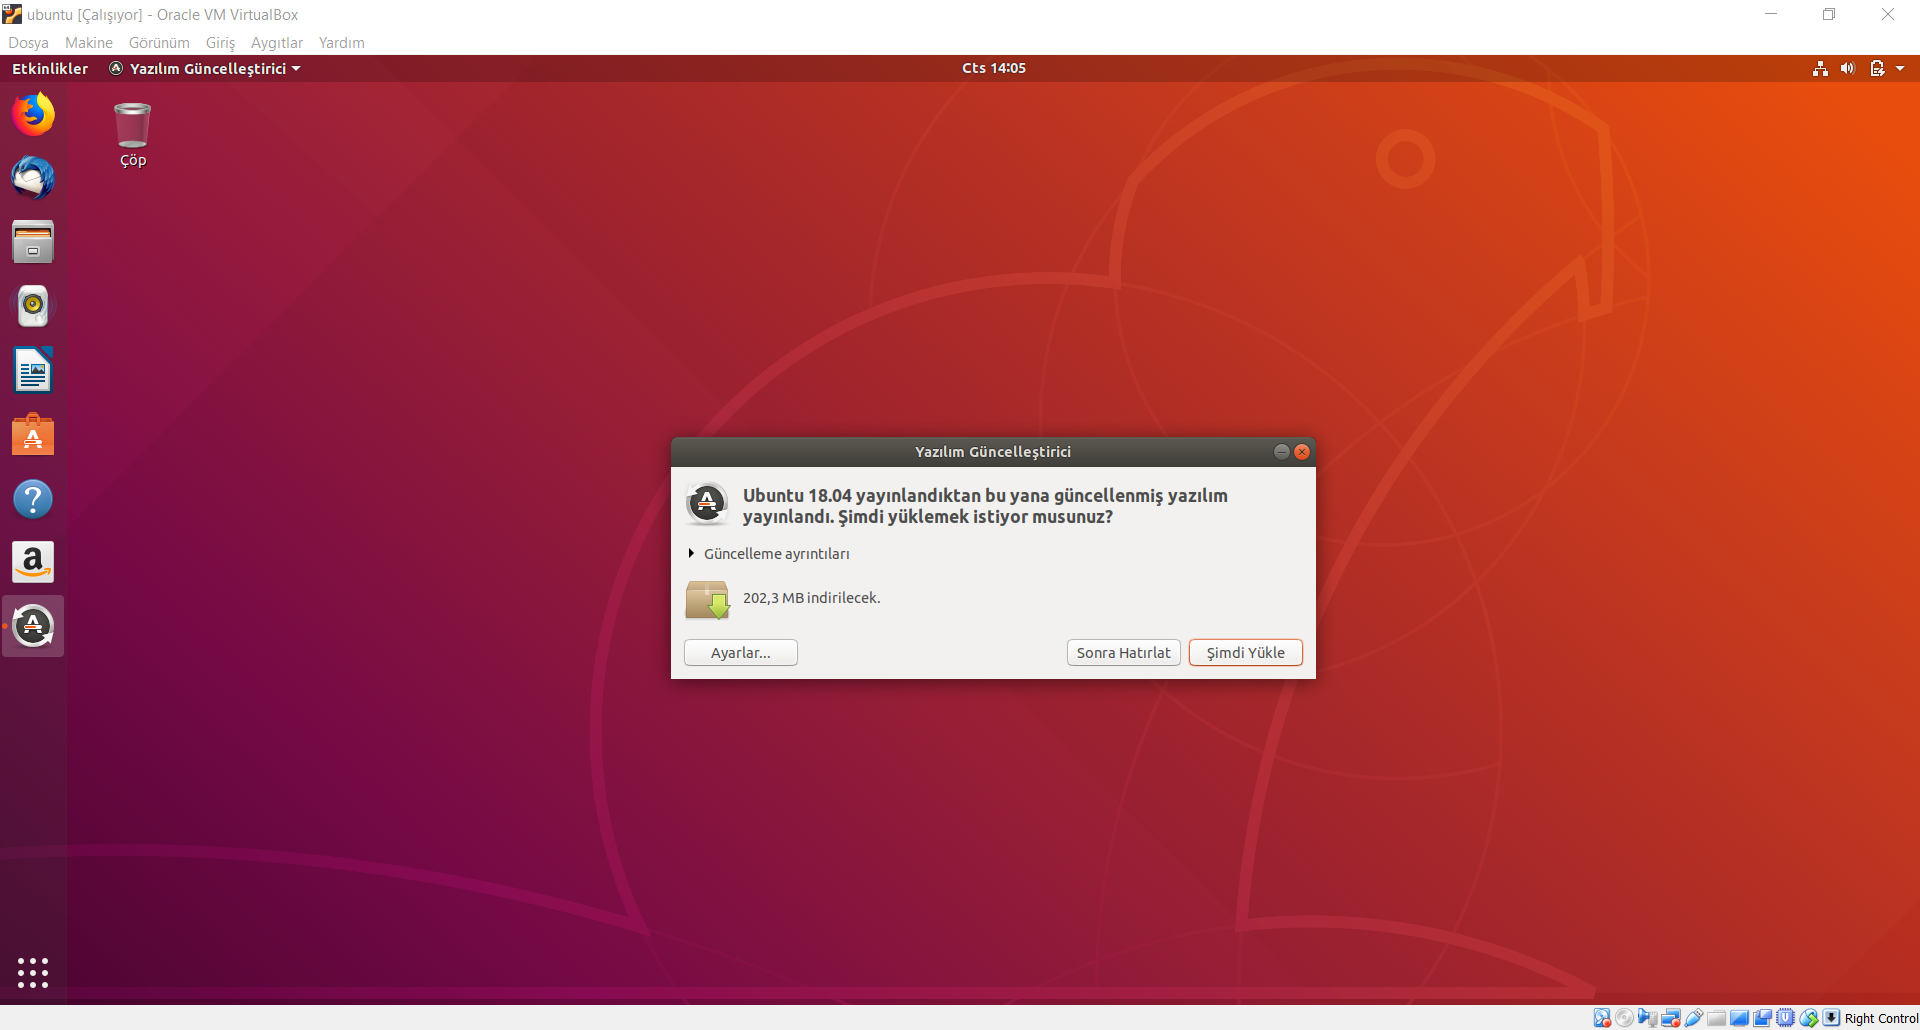 ubuntu [Çalışıyor] - Oracle VM VirtualBox
Dosya Makine Görünüm Giriş Aygıtlar Yardım
Etkinlikler Yazılım Güncelleştirici Cts 14:05
Çöp
Yazılım Güncelleştirici
Ubuntu 18.04 yayınlandıktan bu yana güncellenmiş yazılım
yayınlandı. Şimdi yüklemek istiyor musunuz?
Güncelleme ayrıntıları
202,3 MB indirilecek.
Ayarlar... Sonra Hatırlat Şimdi Yükle
Right Control